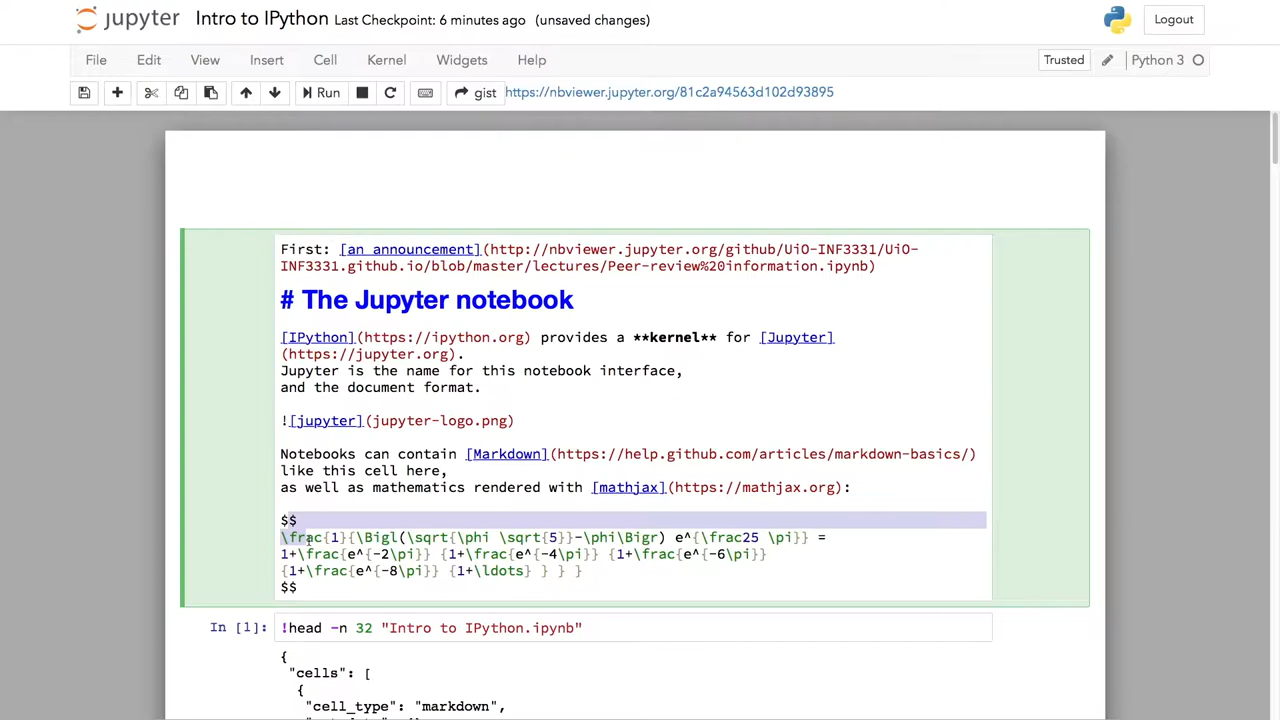 jupyter Intro to IPython Last Checkpoint: 6 minutes ago (unsaved changes) Logout
File Edit View Insert Cell Kernel Widgets Help Trusted Python 3
Run gist https://nbviewer.jupyter.org/81c2a94563d102d93895
First: [an announcement](http://nbviewer.jupyter.org/github/UiO-INF3331/UiO-
INF3331.github.io/blob/master/lectures/Peer-review%20information.ipynb)
# The Jupyter notebook
[IPython](https://ipython.org) provides a **kernel** for [Jupyter]
(https://jupyter.org).
Jupyter is the name for this notebook interface,
and the document format.
![jupyter](jupyter-logo.png)
Notebooks can contain [Markdown](https://help.github.com/articles/markdown-basics/)
like this cell here,
as well as mathematics rendered with [mathjax](https://mathjax.org):
$$
\frac{1}{\Bigl(\sqrt{\phi \sqrt{5}}-\phi\Bigr) e^{\frac25 \pi}} =
1+\frac{e^{-2\pi}} {1+\frac{e^{-4\pi}} {1+\frac{e^{-6\pi}}
{1+\frac{e^{-8\pi}} {1+\ldots} } } }
$$
In [1]: !head -n 32 "Intro to IPython.ipynb"
{
"cells": [
{
"cell_type": "markdown",